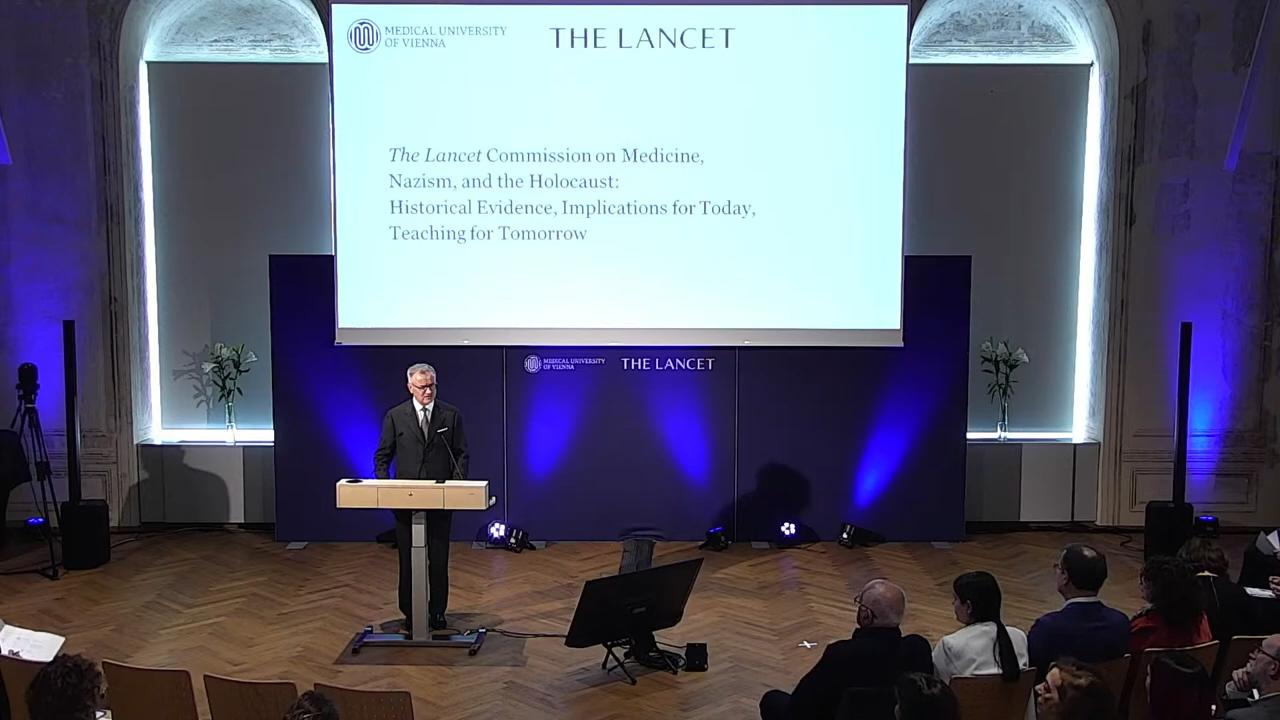 MEDICAL UNIVERSITY
OF VIENNA
THE LANCET
The Lancet Commission on Medicine,
Nazism, and the Holocaust:
Historical Evidence, Implications for Today,
Teaching for Tomorrow
MEDICAL UNIVERSITY
OF VIENNA
THE LANCET